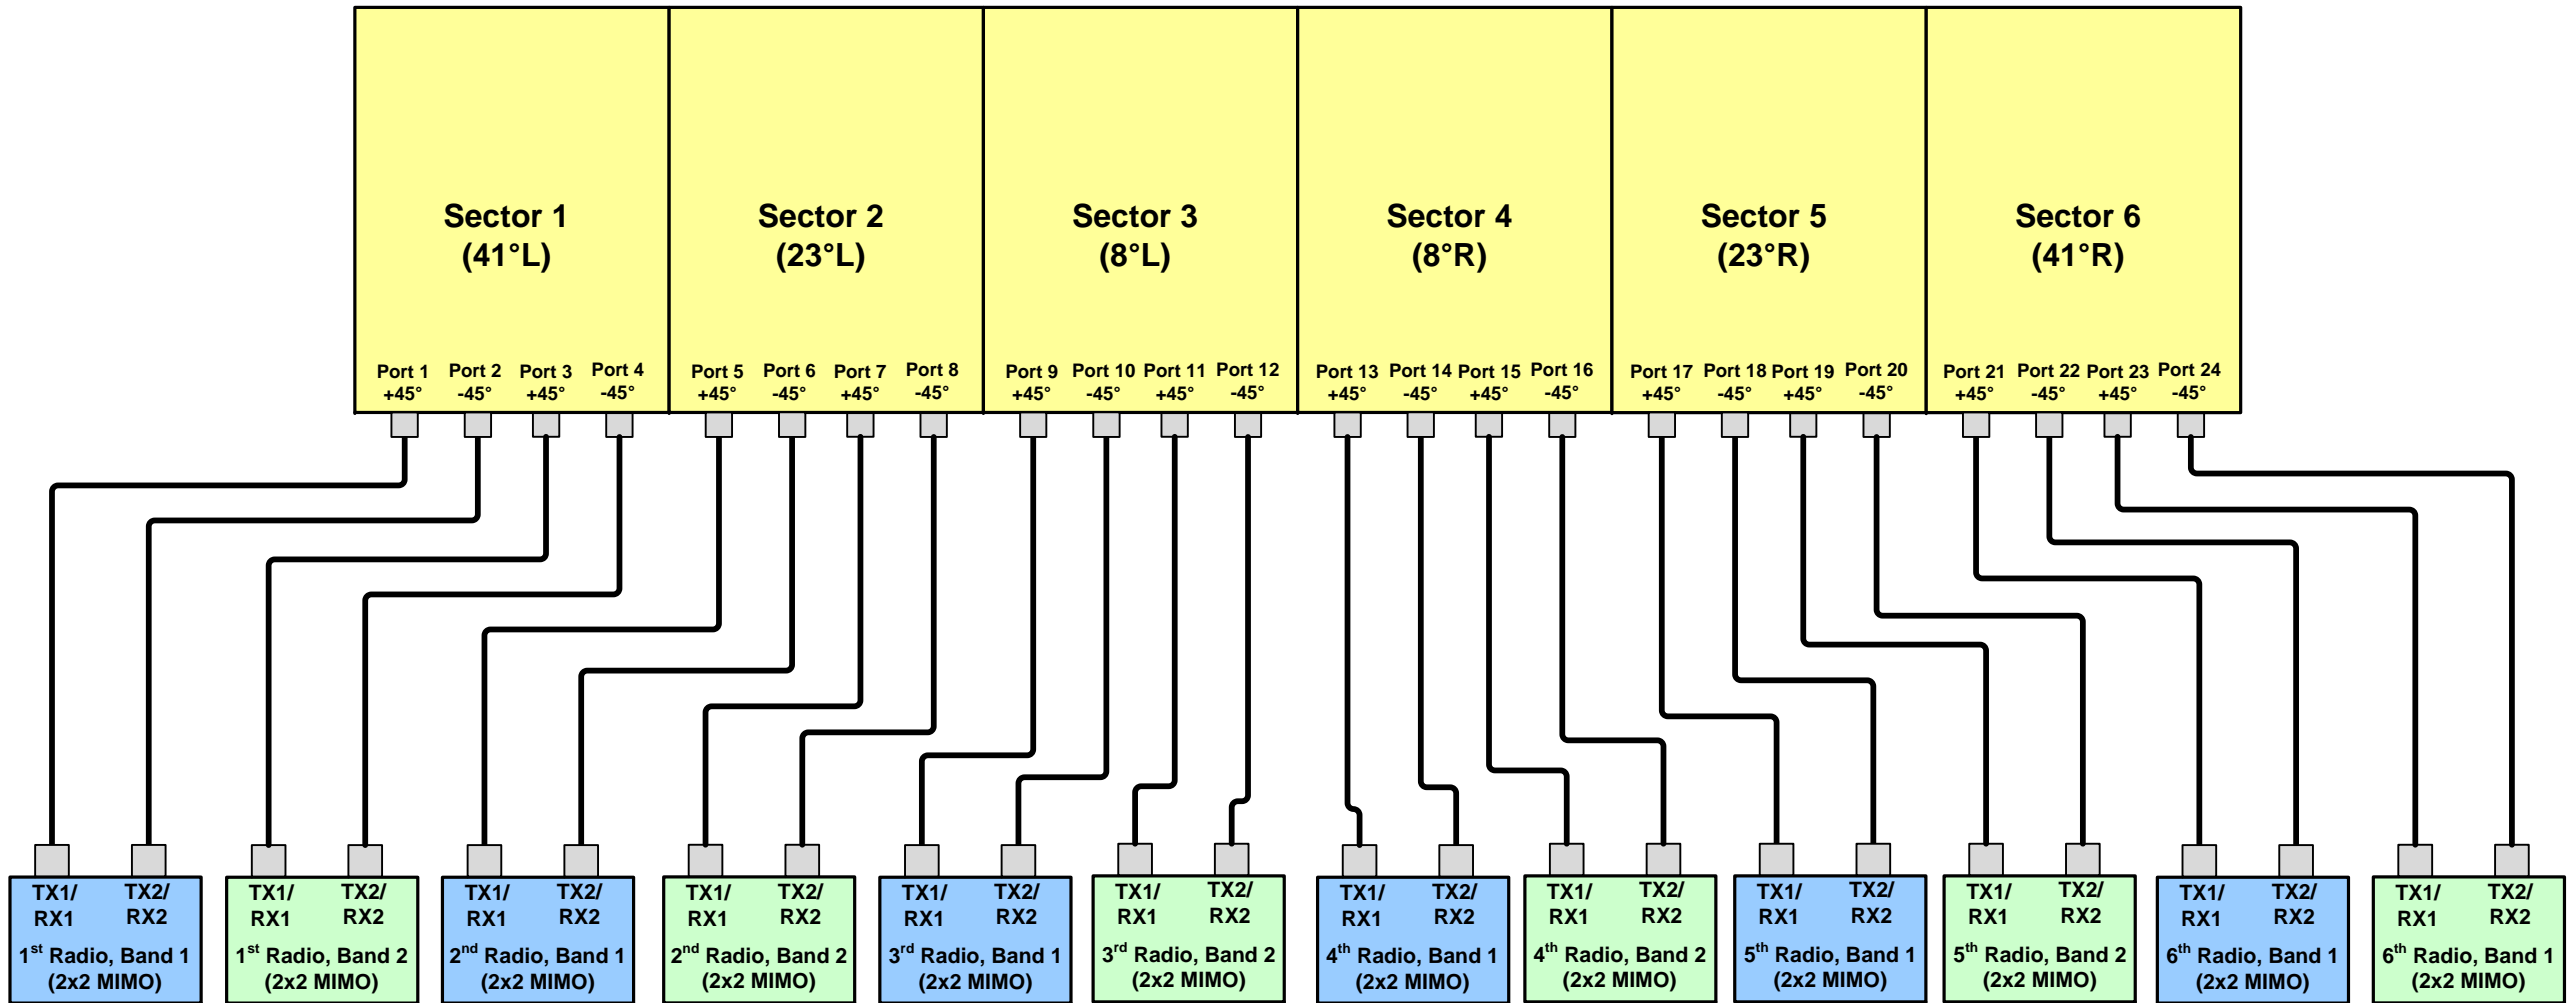 Sector 1
(41°L)
Sector 2
(23°L)
Sector 3
(8°L)
Sector 4
(8°R)
Sector 5
(23°R)
Sector 6
(41°R)
Port 1
+45°
Port 2
-45°
Port 3
+45°
Port 4
-45°
Port 5
+45°
Port 6
-45°
Port 7
+45°
Port 8
-45°
Port 9
+45°
Port 10
-45°
Port 11
+45°
Port 12
-45°
Port 13
+45°
Port 14
-45°
Port 15
+45°
Port 16
-45°
Port 17
+45°
Port 18
-45°
Port 19
+45°
Port 20
-45°
Port 21
+45°
Port 22
-45°
Port 23
+45°
Port 24
-45°
TX1/
RX1
TX2/
RX2
1st Radio, Band 1
(2x2 MIMO)
TX1/
RX1
TX2/
RX2
1st Radio, Band 2
(2x2 MIMO)
TX1/
RX1
TX2/
RX2
2nd Radio, Band 1
(2x2 MIMO)
TX1/
RX1
TX2/
RX2
2nd Radio, Band 2
(2x2 MIMO)
TX1/
RX1
TX2/
RX2
3rd Radio, Band 1
(2x2 MIMO)
TX1/
RX1
TX2/
RX2
3rd Radio, Band 2
(2x2 MIMO)
TX1/
RX1
TX2/
RX2
4th Radio, Band 1
(2x2 MIMO)
TX1/
RX1
TX2/
RX2
4th Radio, Band 2
(2x2 MIMO)
TX1/
RX1
TX2/
RX2
5th Radio, Band 1
(2x2 MIMO)
TX1/
RX1
TX2/
RX2
5th Radio, Band 2
(2x2 MIMO)
TX1/
RX1
TX2/
RX2
6th Radio, Band 1
(2x2 MIMO)
TX1/
RX1
TX2/
RX2
6th Radio, Band 2
(2x2 MIMO)